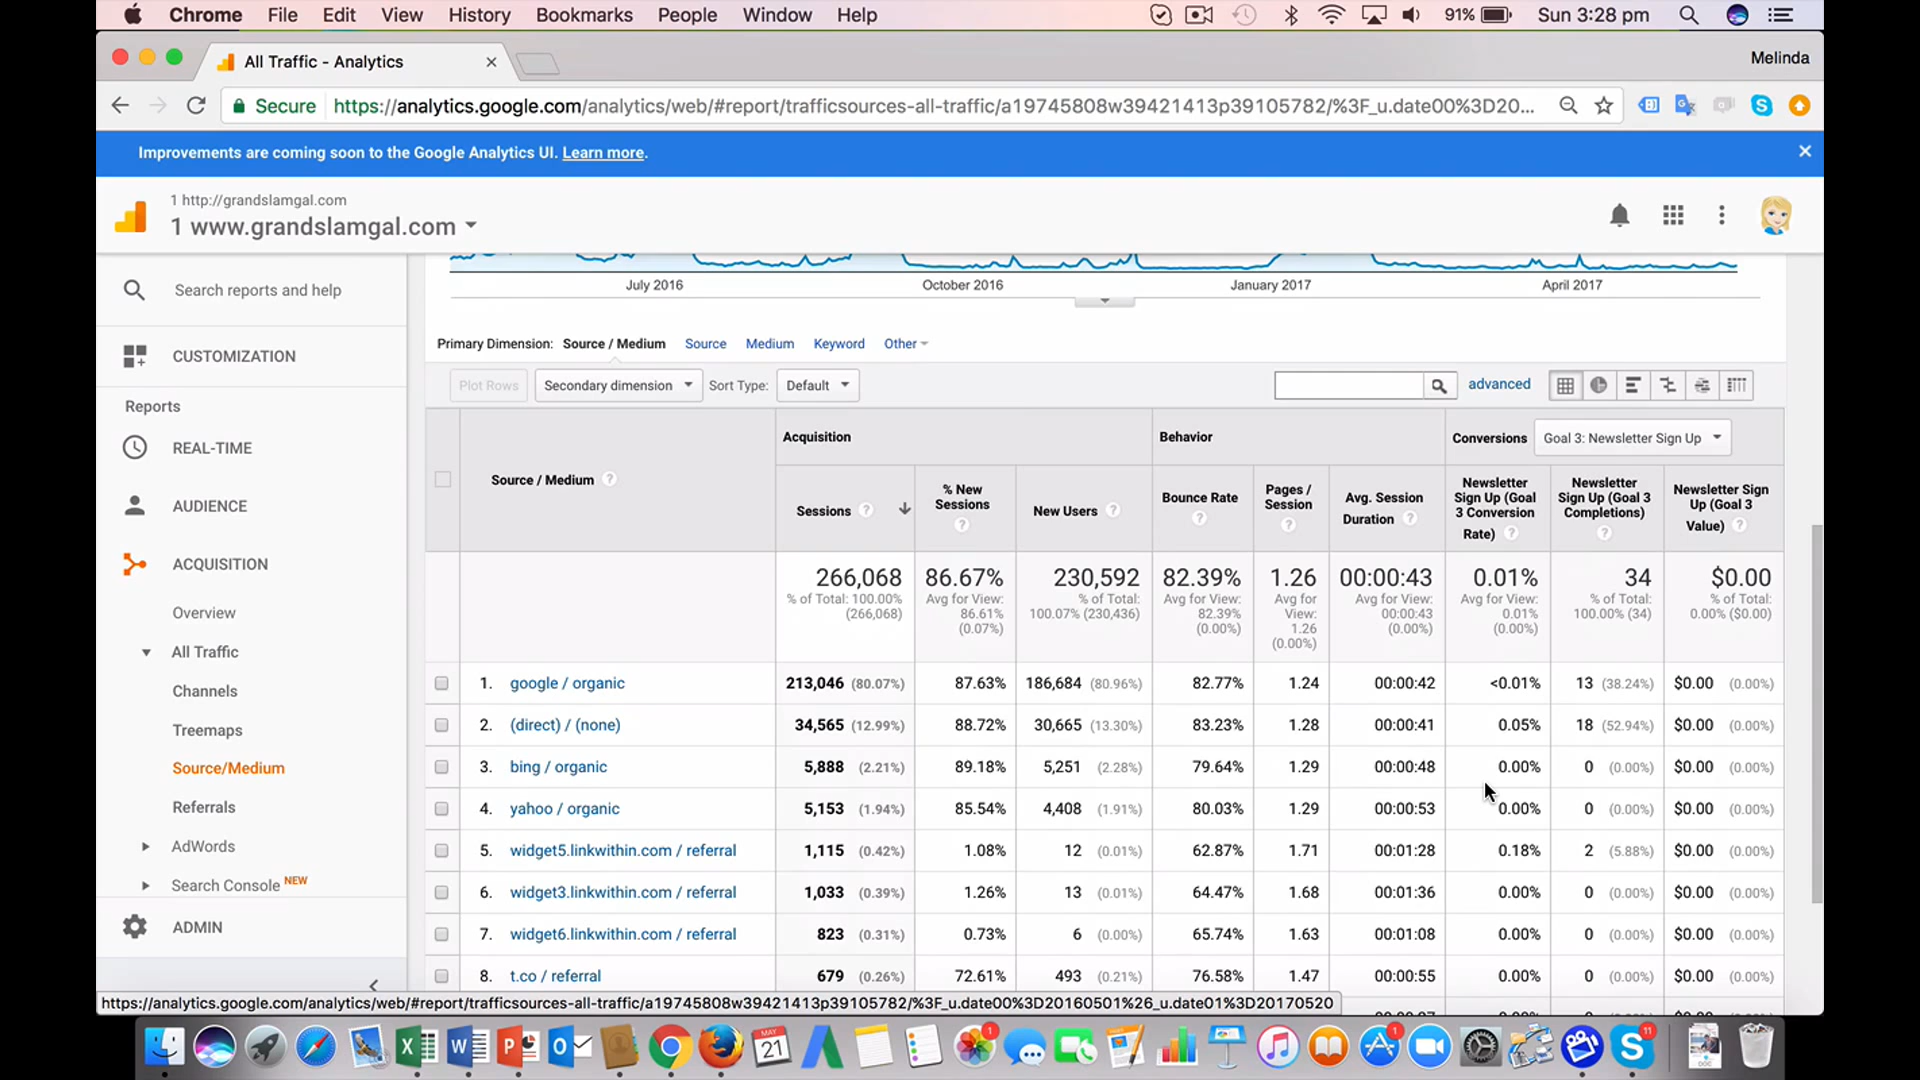 Chrome File Edit View History Bookmarks People Window Help 91% Sun 3:28 pm
All Traffic - Analytics Melinda
Secure https://analytics.google.com/analytics/web/#report/trafficsources-all-traffic/a19745808w39421413p39105782/%3F_u.date00%3D20...
Improvements are coming soon to the Google Analytics UI. Learn more.
1 http://grandslamgal.com
1 www.grandslamgal.com
Search reports and help
CUSTOMIZATION
Reports
REAL-TIME
AUDIENCE
ACQUISITION
Overview
All Traffic
Channels
Treemaps
Source/Medium
Referrals
AdWords
Search Console NEW
ADMIN
July 2016 October 2016 January 2017 April 2017
Primary Dimension: Source / Medium Source Medium Keyword Other
Plot Rows Secondary dimension Sort Type: Default advanced
Acquisition Behavior Conversions Goal 3: Newsletter Sign Up
Source / Medium ?
Sessions ?
% New Sessions ?
New Users ?
Bounce Rate ?
Pages / Session ?
Avg. Session Duration ?
Newsletter Sign Up (Goal 3 Conversion Rate) ?
Newsletter Sign Up (Goal 3 Completions) ?
Newsletter Sign Up (Goal 3 Value) ?
266,068 86.67% 230,592 82.39% 1.26 00:00:43 0.01% 34 $0.00
% of Total: 100.00% (266,068)
Avg for View: 86.61% (0.07%)
% of Total: 100.07% (230,436)
Avg for View: 82.39% (0.00%)
Avg for View: 1.26 (0.00%)
Avg for View: 00:00:43 (0.00%)
Avg for View: 0.01% (0.00%)
% of Total: 100.00% (34)
% of Total: 0.00% ($0.00)
1. google / organic 213,046 (80.07%) 87.63% 186,684 (80.96%) 82.77% 1.24 00:00:42 <0.01% 13 (38.24%) $0.00 (0.00%)
2. (direct) / (none) 34,565 (12.99%) 88.72% 30,665 (13.30%) 83.23% 1.28 00:00:41 0.05% 18 (52.94%) $0.00 (0.00%)
3. bing / organic 5,888 (2.21%) 89.18% 5,251 (2.28%) 79.64% 1.29 00:00:48 0.00% 0 (0.00%) $0.00 (0.00%)
4. yahoo / organic 5,153 (1.94%) 85.54% 4,408 (1.91%) 80.03% 1.29 00:00:53 0.00% 0 (0.00%) $0.00 (0.00%)
5. widget5.linkwithin.com / referral 1,115 (0.42%) 1.08% 12 (0.01%) 62.87% 1.71 00:01:28 0.18% 2 (5.88%) $0.00 (0.00%)
6. widget3.linkwithin.com / referral 1,033 (0.39%) 1.26% 13 (0.01%) 64.47% 1.68 00:01:36 0.00% 0 (0.00%) $0.00 (0.00%)
7. widget6.linkwithin.com / referral 823 (0.31%) 0.73% 6 (0.00%) 65.74% 1.63 00:01:08 0.00% 0 (0.00%) $0.00 (0.00%)
8. t.co / referral 679 (0.26%) 72.61% 493 (0.21%) 76.58% 1.47 00:00:55 0.00% 0 (0.00%) $0.00 (0.00%)
https://analytics.google.com/analytics/web/#report/trafficsources-all-traffic/a19745808w39421413p39105782/%3F_u.date00%3D20160501%26_u.date01%3D20170520
MAY
21
1
1
11